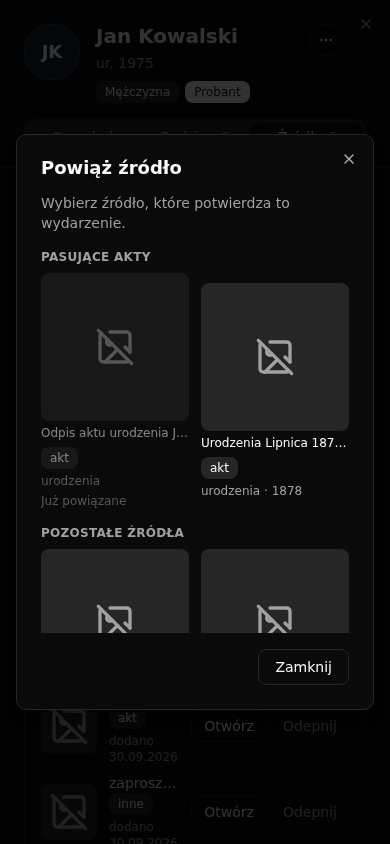 JK
Jan Kowalski
ur. 1975
Mężczyzna
Probant
Powiąż źródło
Wybierz źródło, które potwierdza to
wydarzenie.
PASUJĄCE AKTY
Odpis aktu urodzenia J…
akt
urodzenia
Już powiązane
Urodzenia Lipnica 187…
akt
urodzenia · 1878
POZOSTAŁE ŹRÓDŁA
Zamknij
akt
dodano
30.09.2026
Otwórz
Odepnij
zaprosz…
inne
dodano
30.09.2026
Otwórz
Odepnij